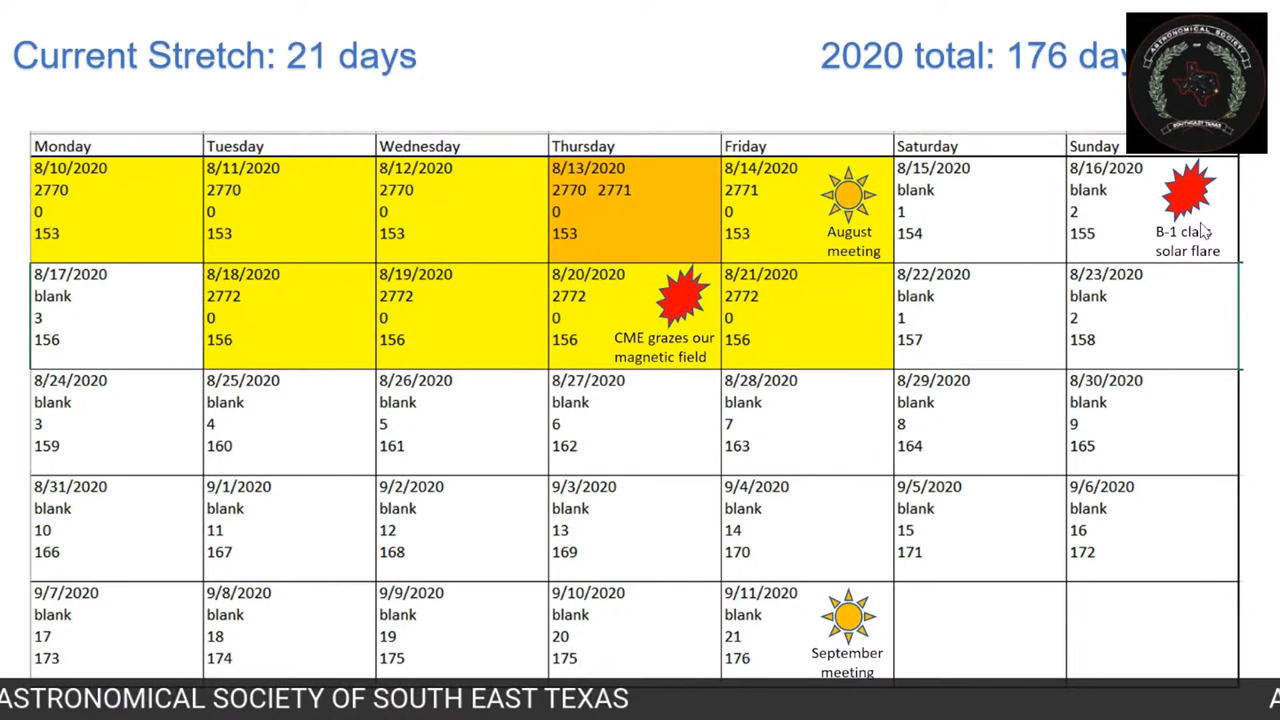 Current Stretch: 21 days
2020 total: 176 day
ASTRONOMICAL SOCIETY
SOUTHEAST TEXAS
Monday Tuesday Wednesday Thursday Friday Saturday Sunday
8/10/2020 8/11/2020 8/12/2020 8/13/2020 8/14/2020 8/15/2020 8/16/2020
2770 2770 2770 2770 2771 2771 blank blank
0 0 0 0 0 1 2
153 153 153 153 153 154 155
August
meeting
B-1 clas
solar flare
8/17/2020 8/18/2020 8/19/2020 8/20/2020 8/21/2020 8/22/2020 8/23/2020
blank 2772 2772 2772 2772 blank blank
3 0 0 0 0 1 2
156 156 156 156 156 157 158
CME grazes our
magnetic field
8/24/2020 8/25/2020 8/26/2020 8/27/2020 8/28/2020 8/29/2020 8/30/2020
blank blank blank blank blank blank blank
3 4 5 6 7 8 9
159 160 161 162 163 164 165
8/31/2020 9/1/2020 9/2/2020 9/3/2020 9/4/2020 9/5/2020 9/6/2020
blank blank blank blank blank blank blank
10 11 12 13 14 15 16
166 167 168 169 170 171 172
9/7/2020 9/8/2020 9/9/2020 9/10/2020 9/11/2020
blank blank blank blank blank
17 18 19 20 21
173 174 175 175 176
September
meeting
ASTRONOMICAL SOCIETY OF SOUTH EAST TEXAS A